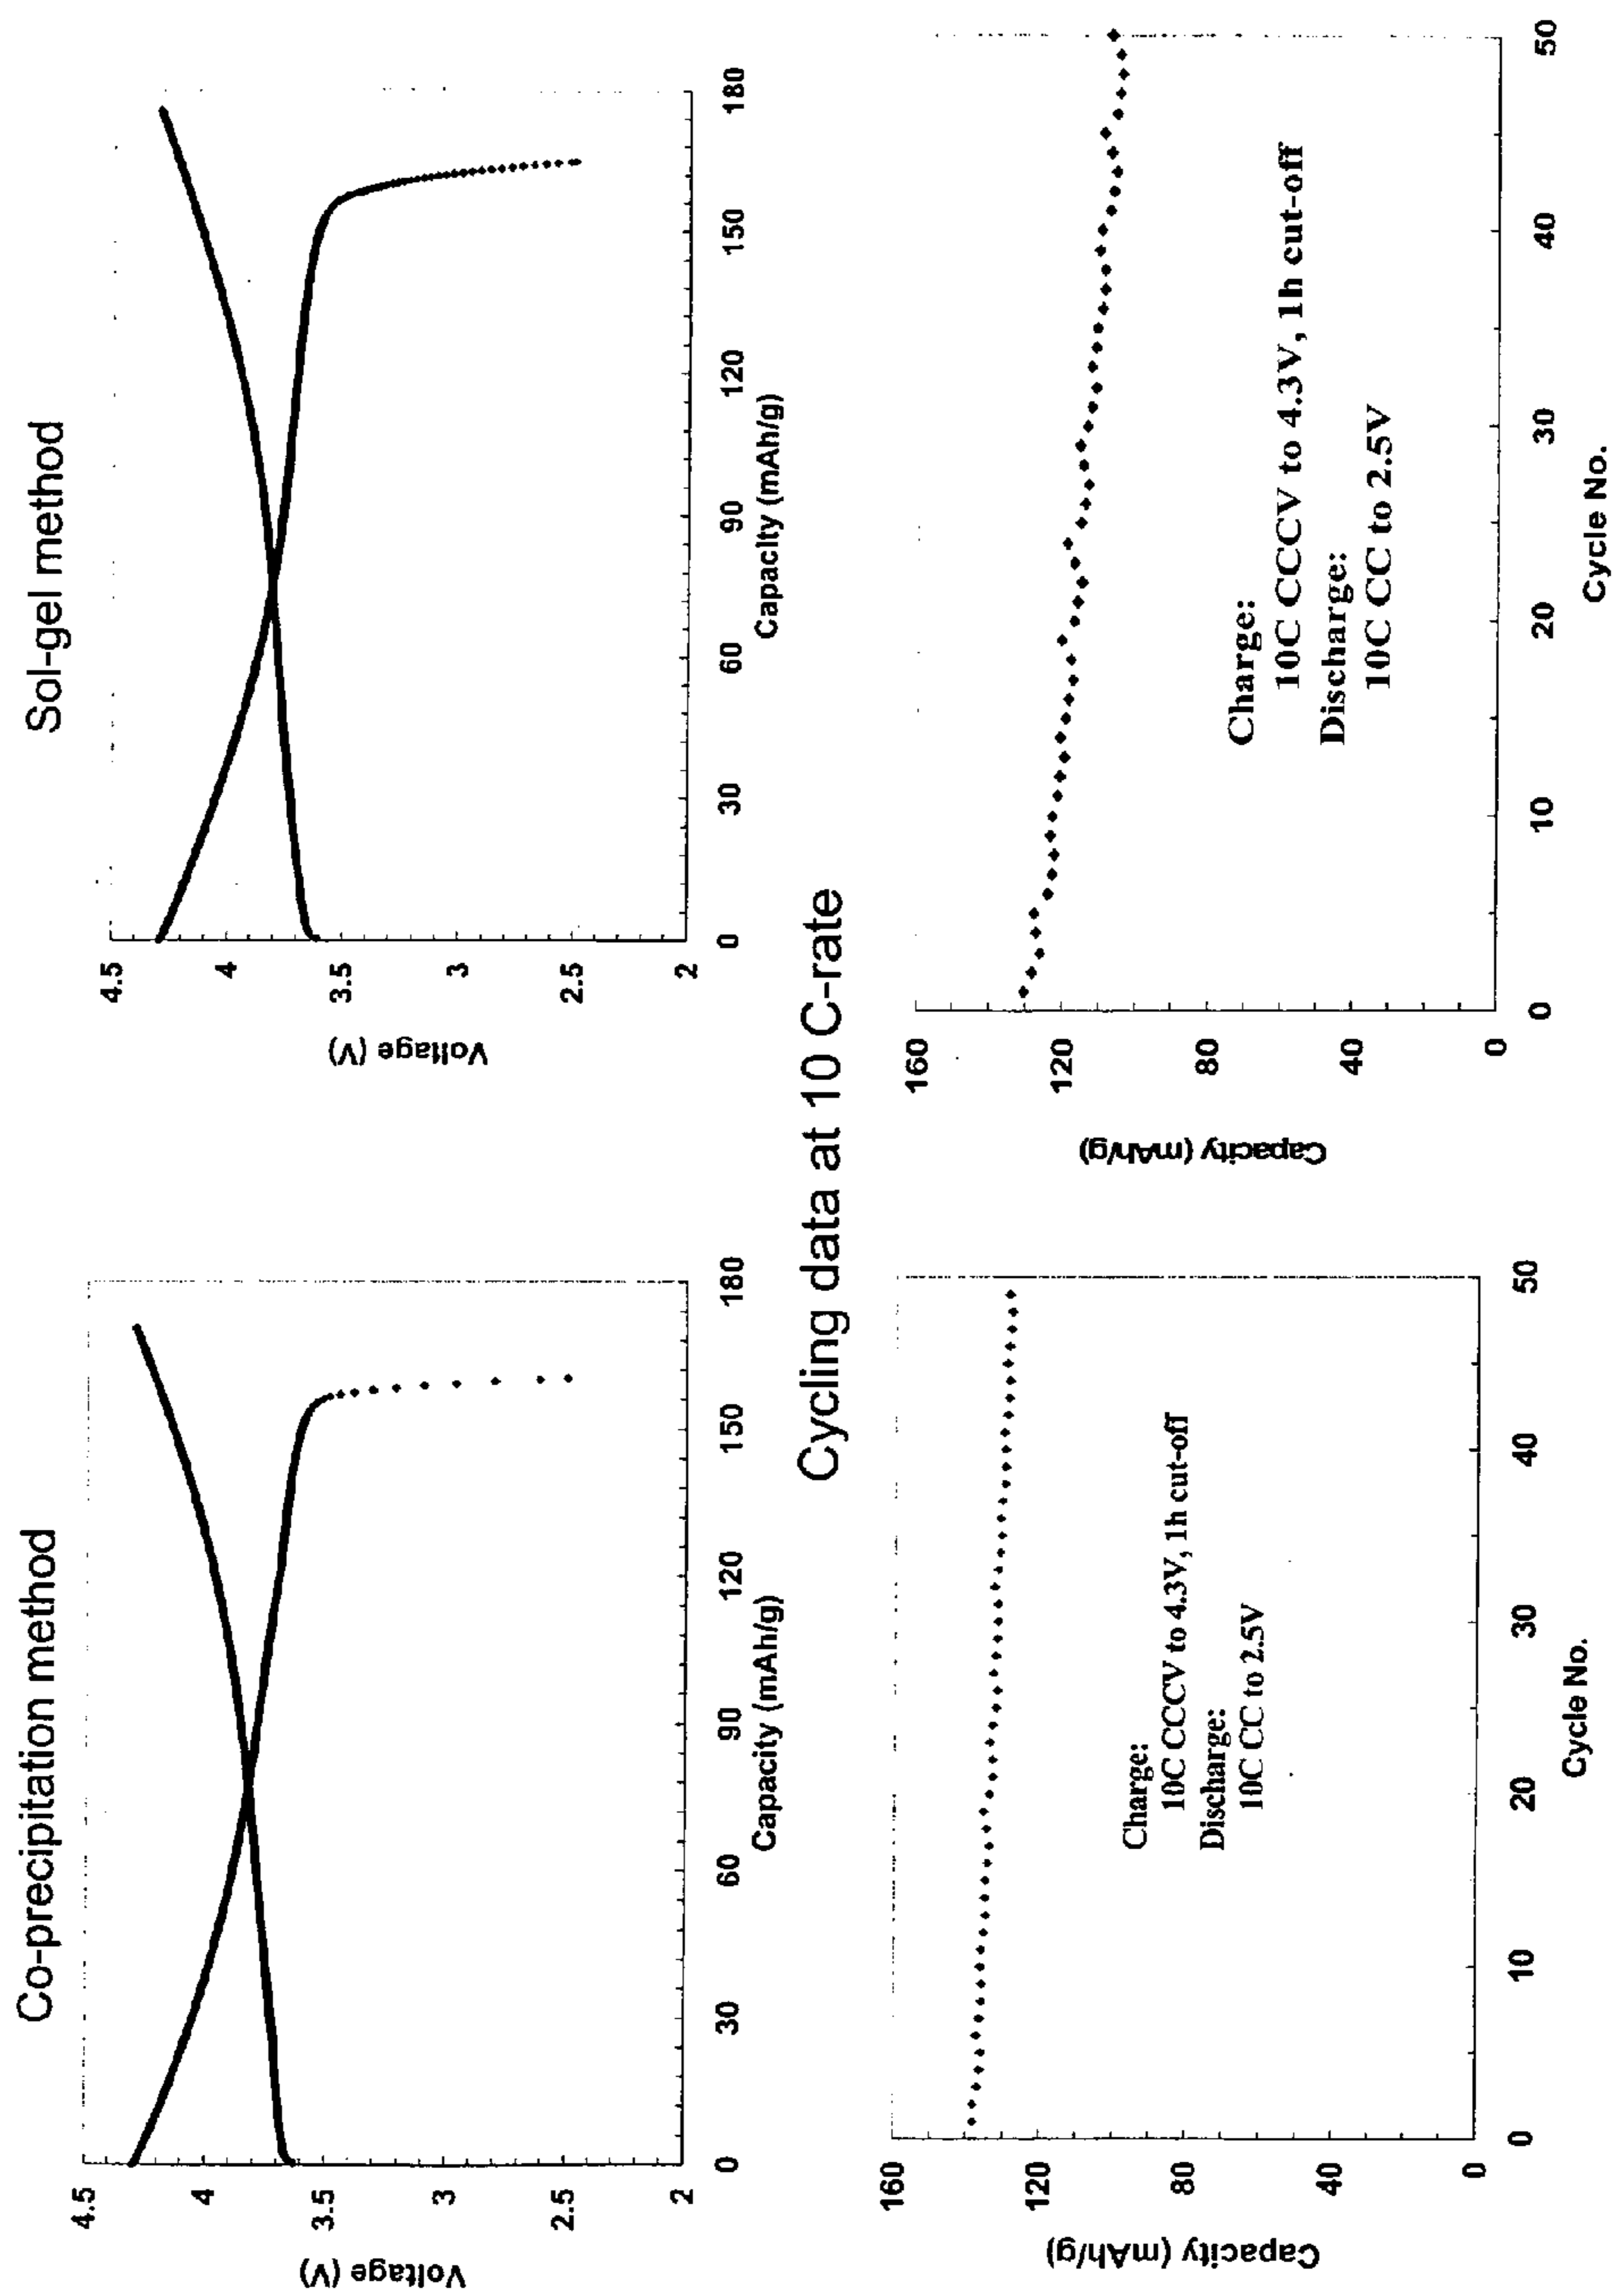 Co-precipitation method
4.5
4
3.5
3
2.5
2
Voltage (V)
0
30
60
90
120
150
180
Capacity (mAh/g)
Sol-gel method
4.5
4
3.5
3
2.5
2
Voltage (V)
0
30
60
90
120
150
180
Capacity (mAh/g)
Cycling data at 10 C-rate
160
120
80
40
0
Capacity (mAh/g)
Charge:
10C CCCV to 4.3V, 1h cut-off
Discharge:
10C CC to 2.5V
0
10
20
30
40
50
Cycle No.
160
120
80
40
0
Capacity (mAh/g)
Charge:
10C CCCV to 4.3V, 1h cut-off
Discharge:
10C CC to 2.5V
0
10
20
30
40
50
Cycle No.